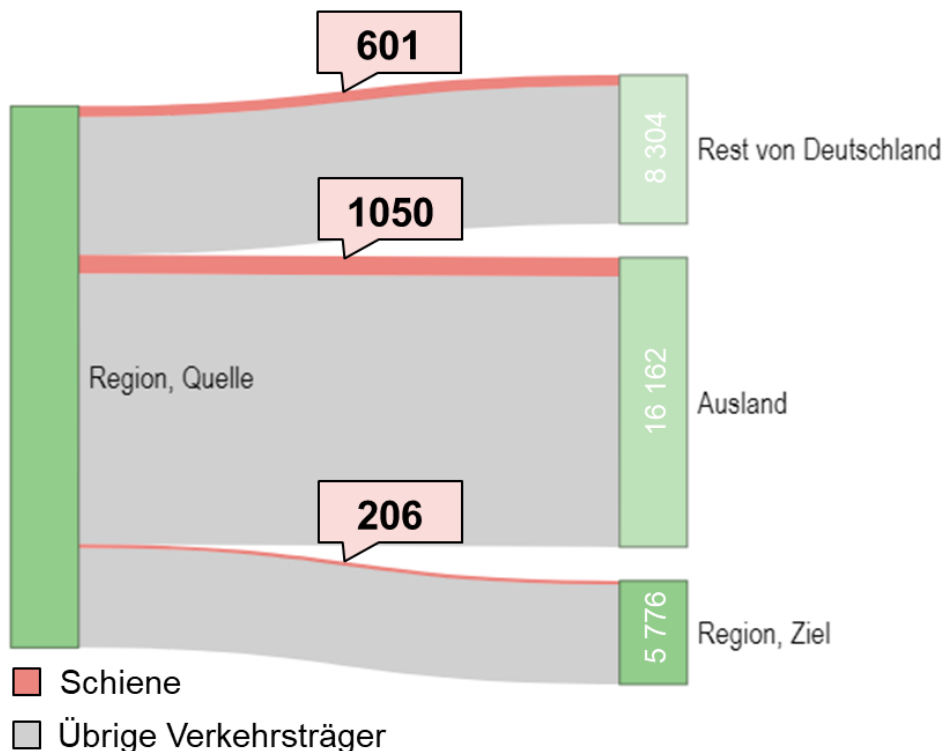 601
8 304
Rest von Deutschland
1050
Region, Quelle
16 162
Ausland
206
5 776
Region, Ziel
Schiene
Übrige Verkehrsträger